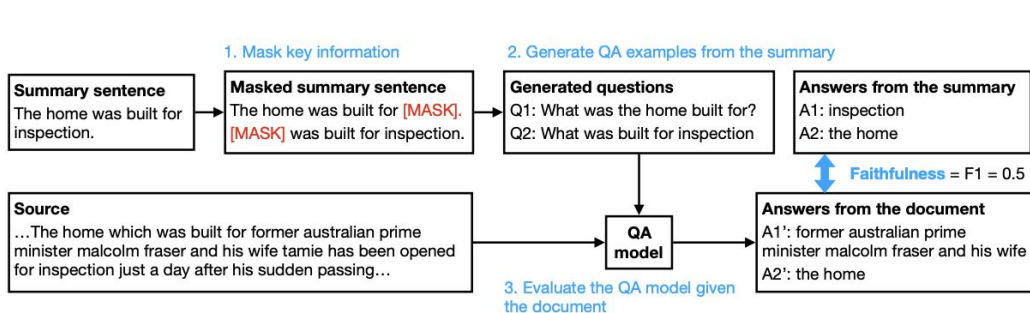 1. Mask key information
2. Generate QA examples from the summary
Summary sentence
The home was built for
inspection.
Masked summary sentence
The home was built for [MASK].
[MASK] was built for inspection.
Generated questions
Q1: What was the home built for?
Q2: What was built for inspection
Answers from the summary
A1: inspection
A2: the home
Faithfulness = F1 = 0.5
Source
…The home which was built for former australian prime
minister malcolm fraser and his wife tamie has been opened
for inspection just a day after his sudden passing…
QA
model
Answers from the document
A1’: former australian prime
minister malcolm fraser and his wife
A2’: the home
3. Evaluate the QA model given
the document